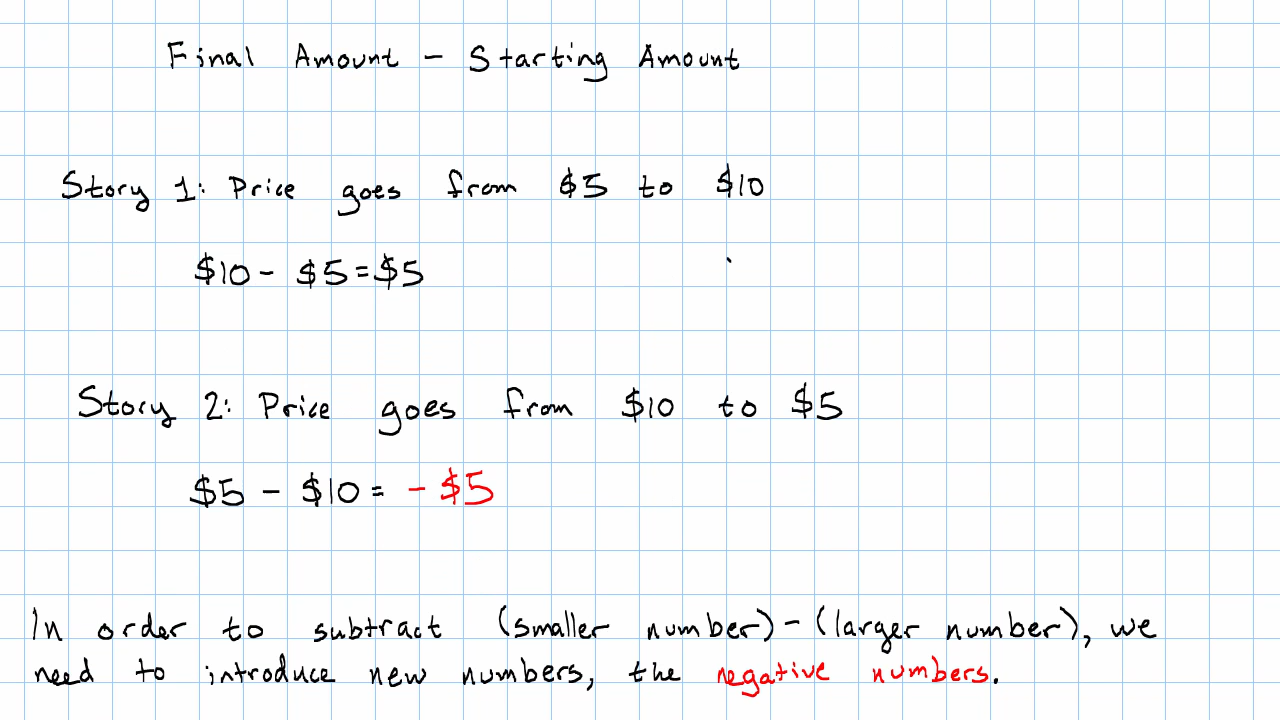 Final Amount - Starting Amount
Story 1: Price goes from $5 to $10
$10 - $5 = $5
Story 2: Price goes from $10 to $5
$5 - $10 = - $5
In order to subtract (smaller number) - (larger number), we
need to introduce new numbers, the negative numbers.